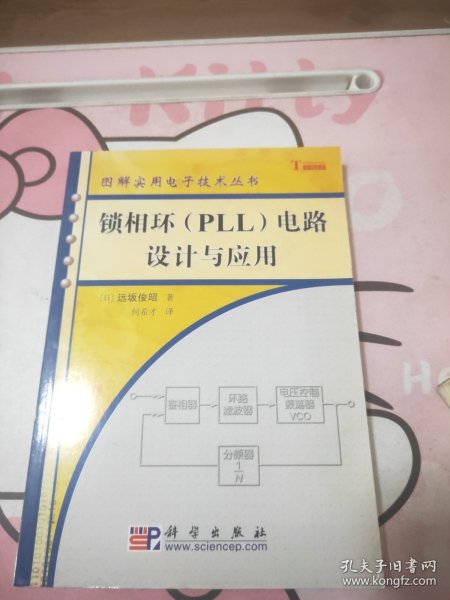 Kitty
图解实用电子技术丛书
T
锁相环（PLL）电路
设计与应用
［日］远坂俊昭 著
何希才 译
鉴相器
环路
滤波器
电压控制
振荡器
VCO
分频器
1
N
He
SP
科学出版社
www.sciencep.com
孔夫子旧书网
www.kongfz.com